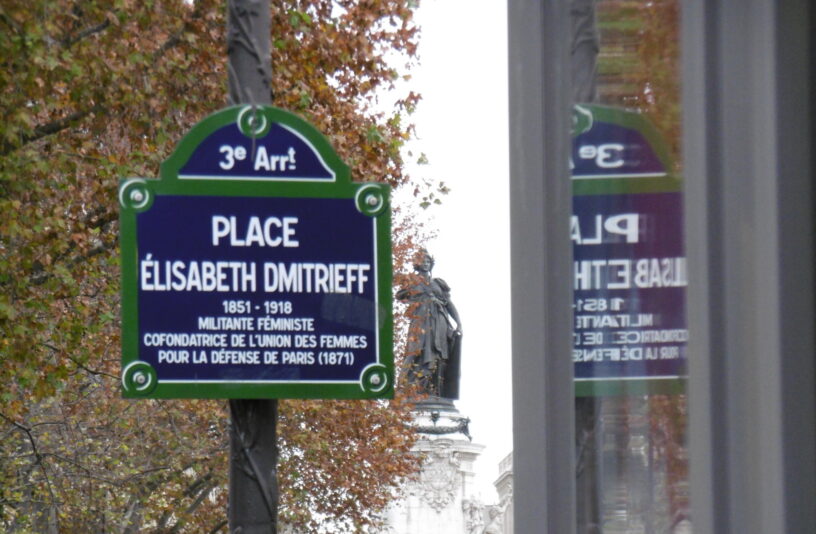 3e Arrt
PLACE
ÉLISABETH DMITRIEFF
1851 - 1918
MILITANTE FÉMINISTE
COFONDATRICE DE L'UNION DES FEMMES
POUR LA DÉFENSE DE PARIS (1871)